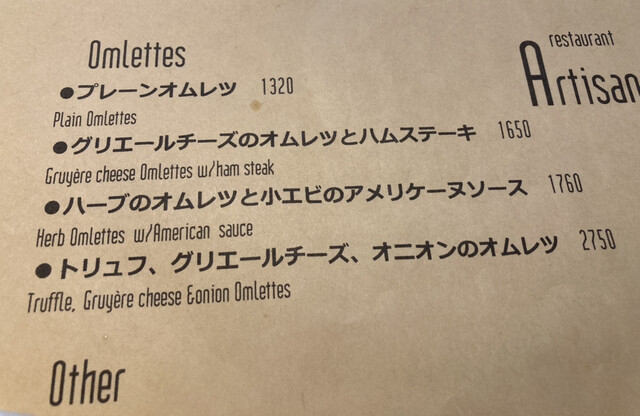 Omlettes
restaurant
Artisan
●プレーンオムレツ 1320
Plain Omlettes
●グリエールチーズのオムレツとハムステーキ 1650
Gruyère cheese Omlettes w/ham steak
●ハーブのオムレツと小エビのアメリケーヌソース 1760
Herb Omlettes w/American sauce
●トリュフ、グリエールチーズ、オニオンのオムレツ 2750
Truffle, Gruyère cheese &onion Omlettes
Other